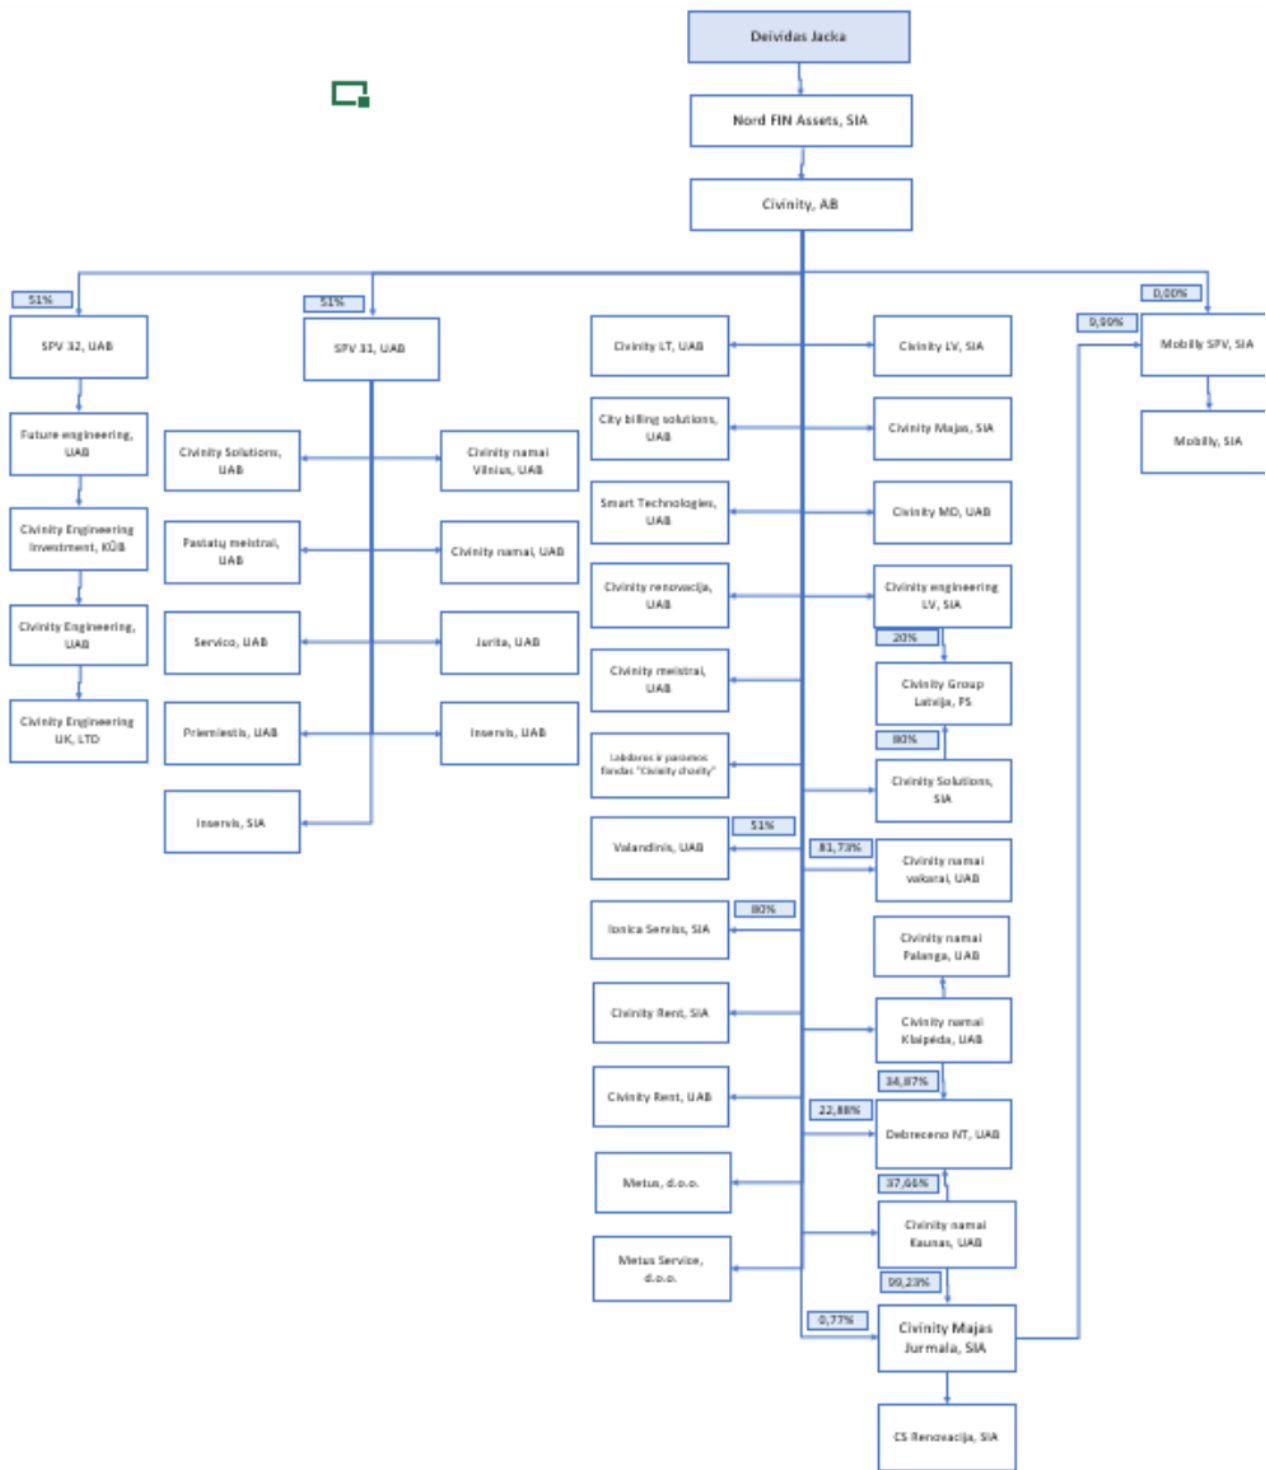 Deividas Jacka
Nord FIN Assets, SIA
Civinity, AB
51%
SPV 32, UAB
Future engineering,
UAB
Civinity Engineering
Investment, KŪB
Civinity Engineering,
UAB
Civinity Engineering
UK, LTD
51%
SPV 31, UAB
Civinity Solutions,
UAB
Pastatų meistrai,
UAB
Servico, UAB
Priemiestis, UAB
Inservis, SIA
Civinity namai
Vilnius, UAB
Civinity namai, UAB
Jurita, UAB
Inservis, UAB
Civinity LT, UAB
City billing solutions,
UAB
Smart Technologies,
UAB
Civinity renovacija,
UAB
Civinity meistrai,
UAB
Labdaros ir paramos
fondas "Civinity charity"
51%
Valandinis, UAB
80%
Ionica Serviss, SIA
Civinity Rent, SIA
Civinity Rent, UAB
Metus, d.o.o.
Metus Service,
d.o.o.
Civinity LV, SIA
Civinity Majas, SIA
Civinity MD, UAB
Civinity engineering
LV, SIA
20%
Civinity Group
Latvija, PS
80%
Civinity Solutions,
SIA
81,73%
Civinity namai
vakarai, UAB
Civinity namai
Palanga, UAB
Civinity namai
Klaipėda, UAB
34,87%
22,88%
Debreceno NT, UAB
37,66%
Civinity namai
Kaunas, UAB
99,23%
0,77%
Civinity Majas
Jurmala, SIA
CS Renovacija, SIA
0,00%
9,99%
Mobilly SPV, SIA
Mobilly, SIA